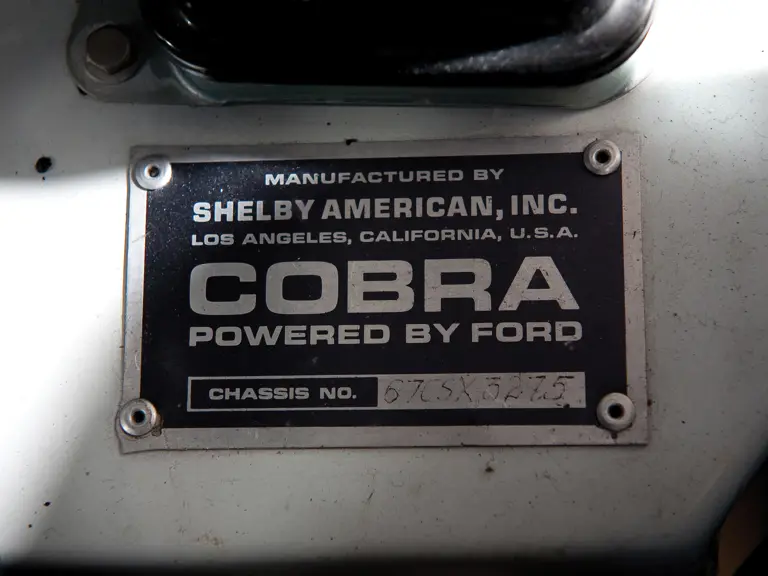 MANUFACTURED BY
SHELBY AMERICAN, INC.
LOS ANGELES, CALIFORNIA, U.S.A.
COBRA
POWERED BY FORD
CHASSIS NO. 67CSX3275